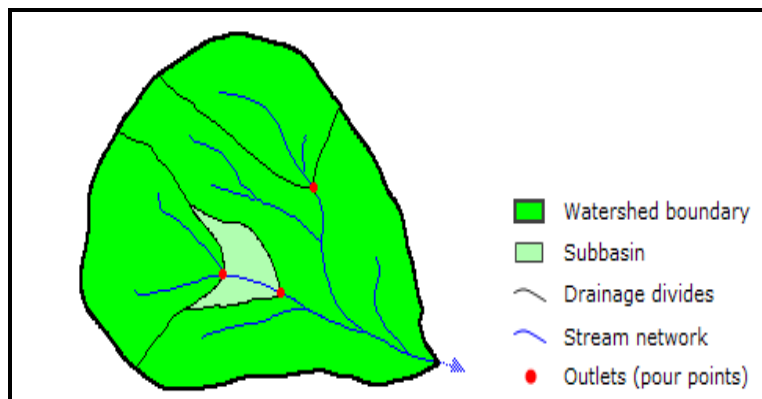 Watershed boundary
Subbasin
Drainage divides
Stream network
Outlets (pour points)